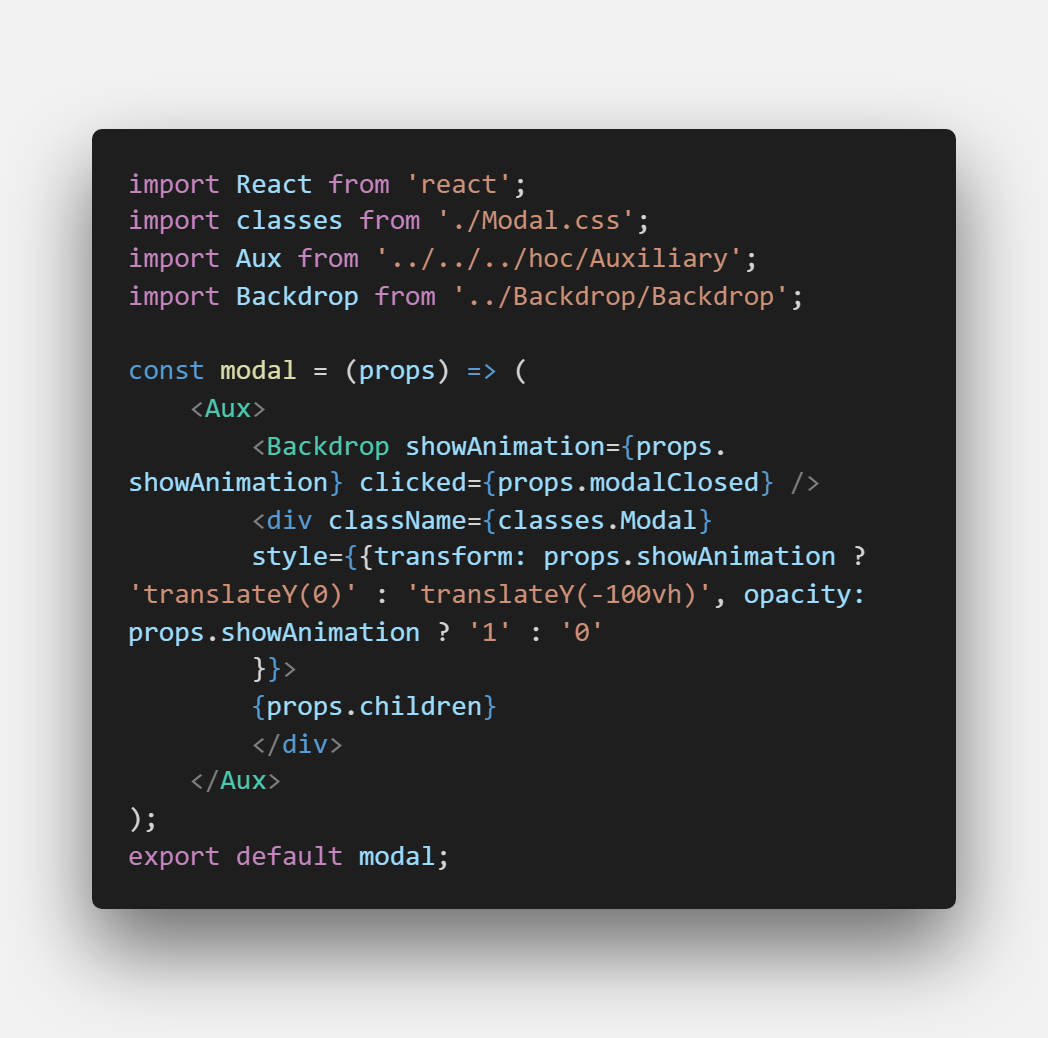 import React from 'react';
import classes from './Modal.css';
import Aux from '../../../hoc/Auxiliary';
import Backdrop from '../Backdrop/Backdrop';

const modal = (props) => (
    <Aux>
        <Backdrop showAnimation={props.
showAnimation} clicked={props.modalClosed} />
        <div className={classes.Modal}
        style={{transform: props.showAnimation ?
'translateY(0)' : 'translateY(-100vh)', opacity:
props.showAnimation ? '1' : '0'
        }}>
        {props.children}
        </div>
    </Aux>
);
export default modal;